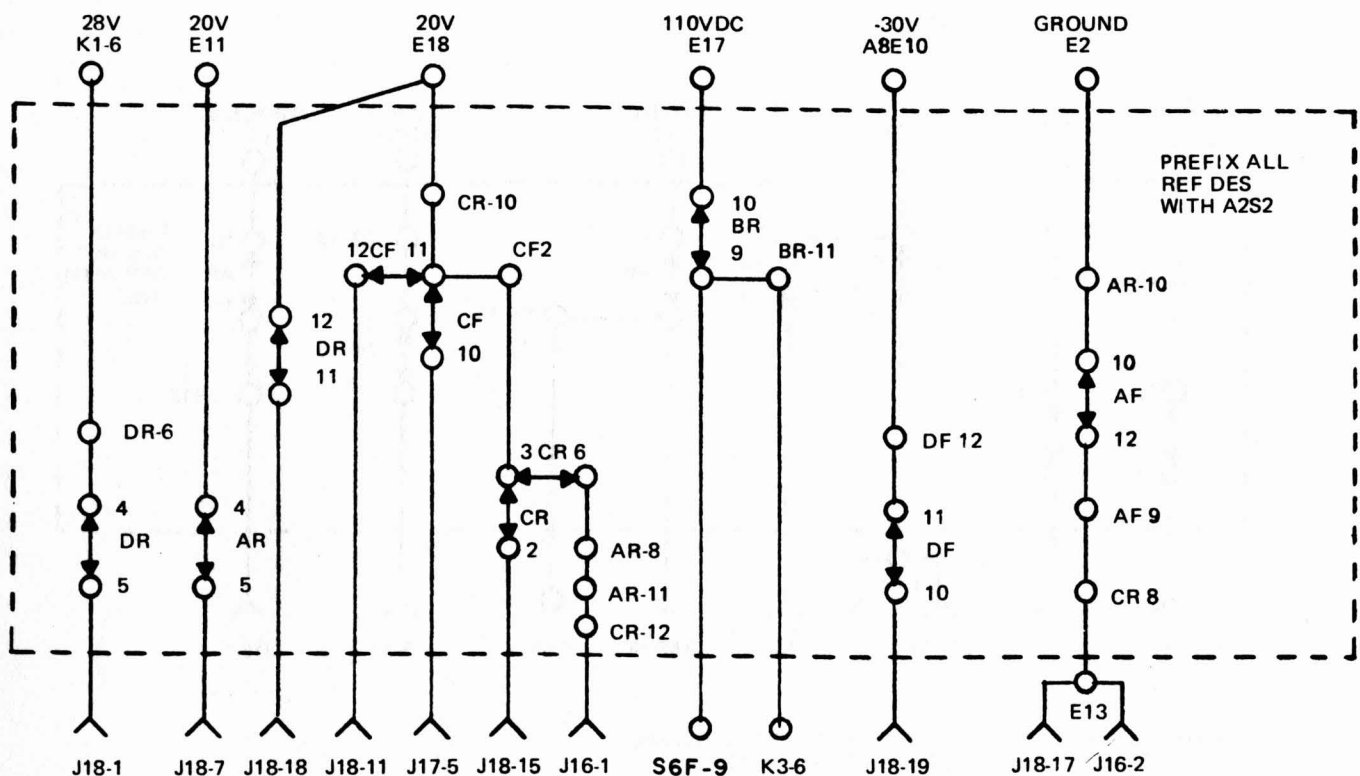 28V 20V 20V 110VDC -30V GROUND
K1-6 E11 E18 E17 A8E10 E2
PREFIX ALL
REF DES
WITH A2S2
CR-10
10
BR
9
BR-11
12CF 11 CF2
AR-10
12
DR
11
CF
10
10
AF
12
DR-6
DF 12
3 CR 6
4
DR
5
4
AR
5
CR
2
AR-8
AR-11
CR-12
11
DF
10
AF 9
CR 8
E13
J18-1 J18-7 J18-18 J18-11 J17-5 J18-15 J16-1 S6F-9 K3-6 J18-19 J18-17 J16-2